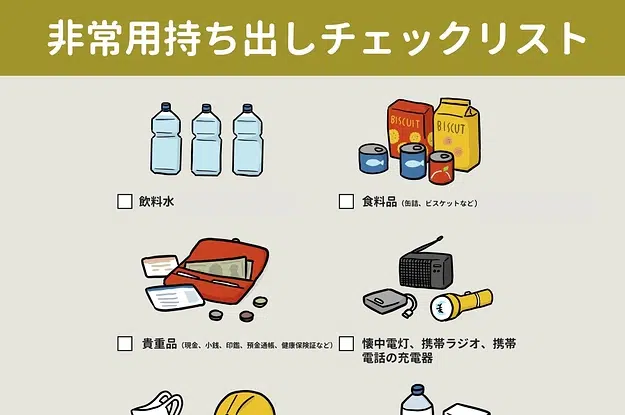 非常用持ち出しチェックリスト
BISCUIT
BISCUT
飲料水
食料品（缶詰、ビスケットなど）
貴重品（現金、小銭、印鑑、預金通帳、健康保険証など）
懐中電灯、携帯ラジオ、携帯
電話の充電器